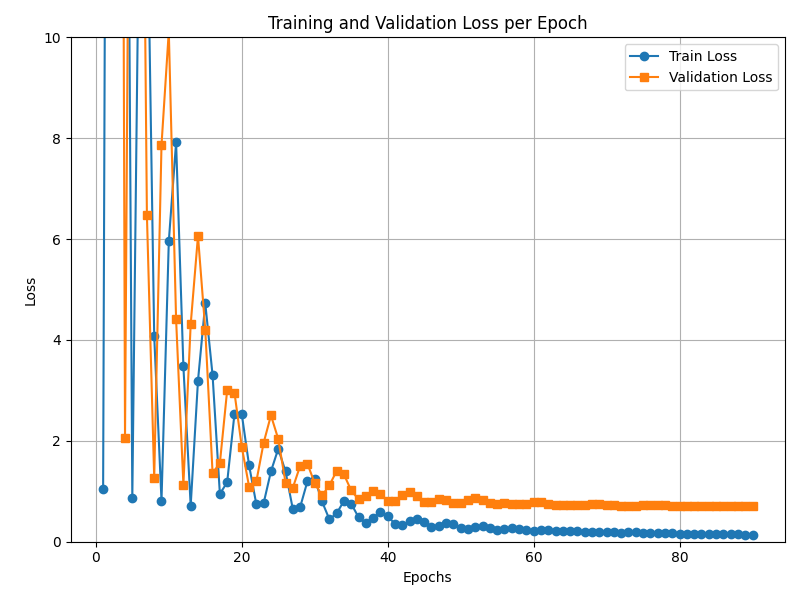 Training and Validation Loss per Epoch
Train Loss
Validation Loss
Loss
10
8
6
4
2
0
0 20 40 60 80
Epochs